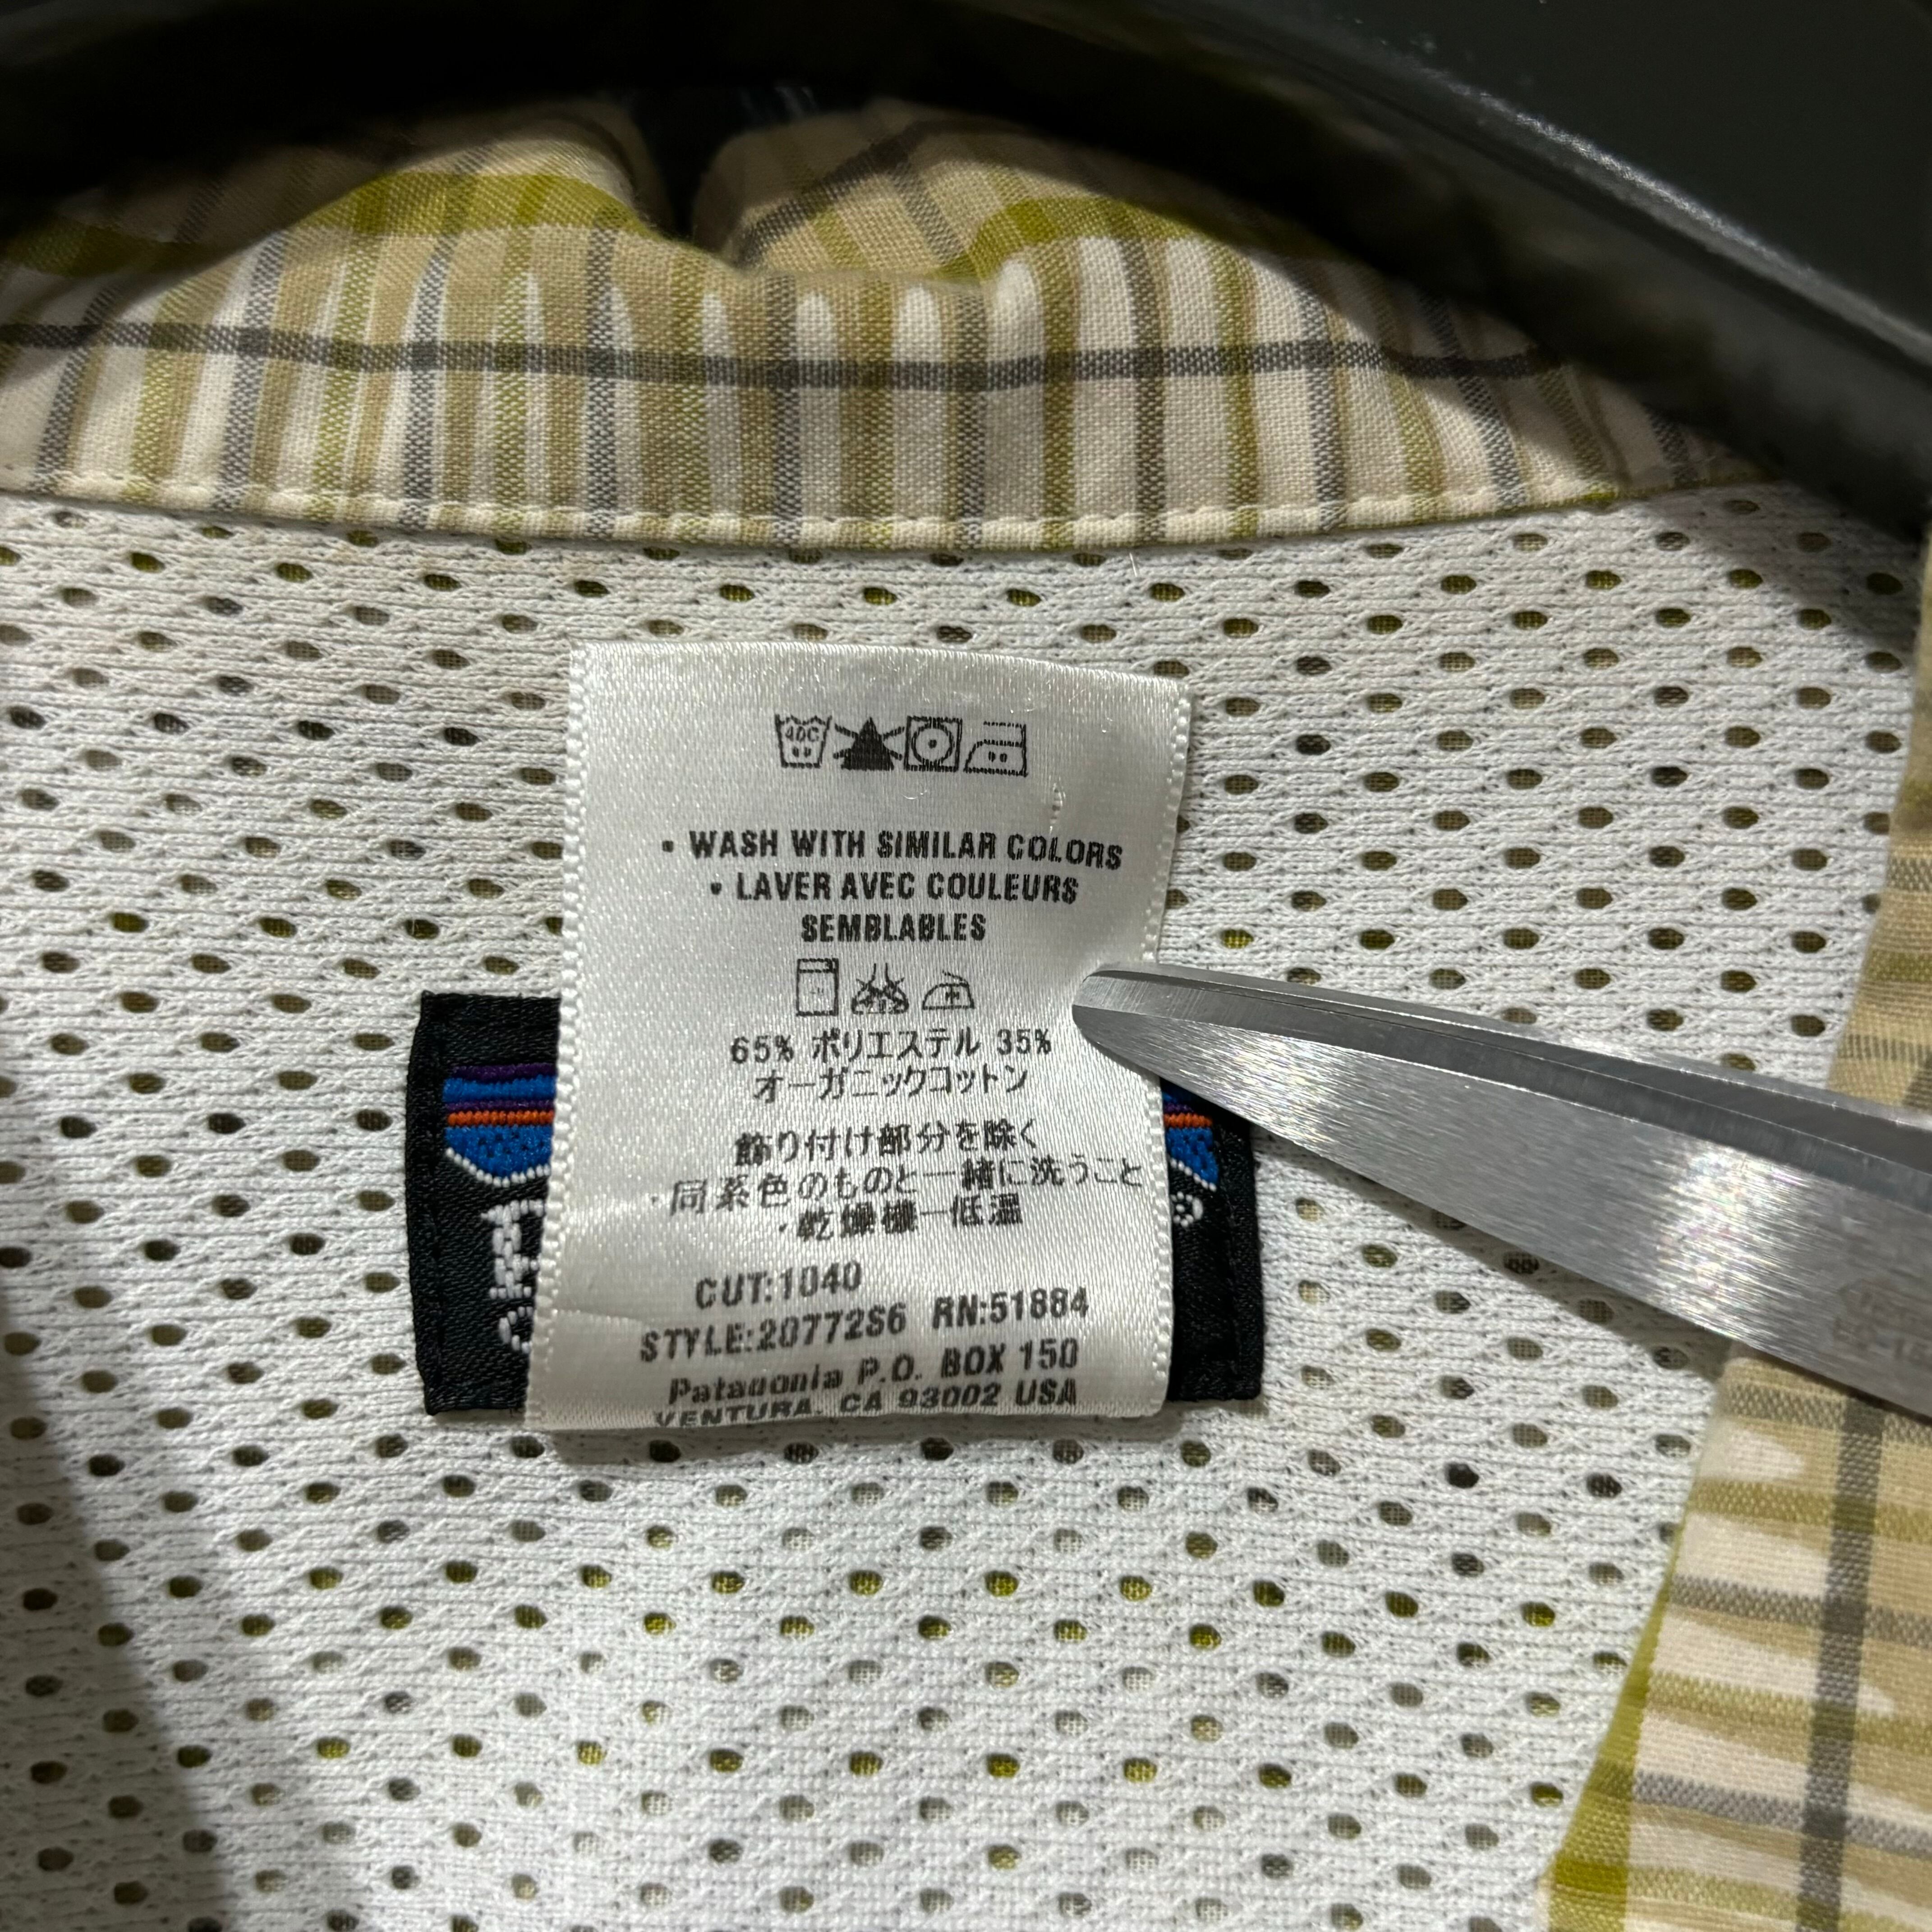 40C
• WASH WITH SIMILAR COLORS
• LAVER AVEC COULEURS
SEMBLABLES
65% ポリエステル 35%
オーガニックコットン
飾り付け部分を除く
・同系色のものと一緒に洗うこと
・乾燥機一低温
CUT:1040
STYLE:20772S6 RN:51884
Patagonia P.O. BOX 150
VENTURA, CA 93002 USA